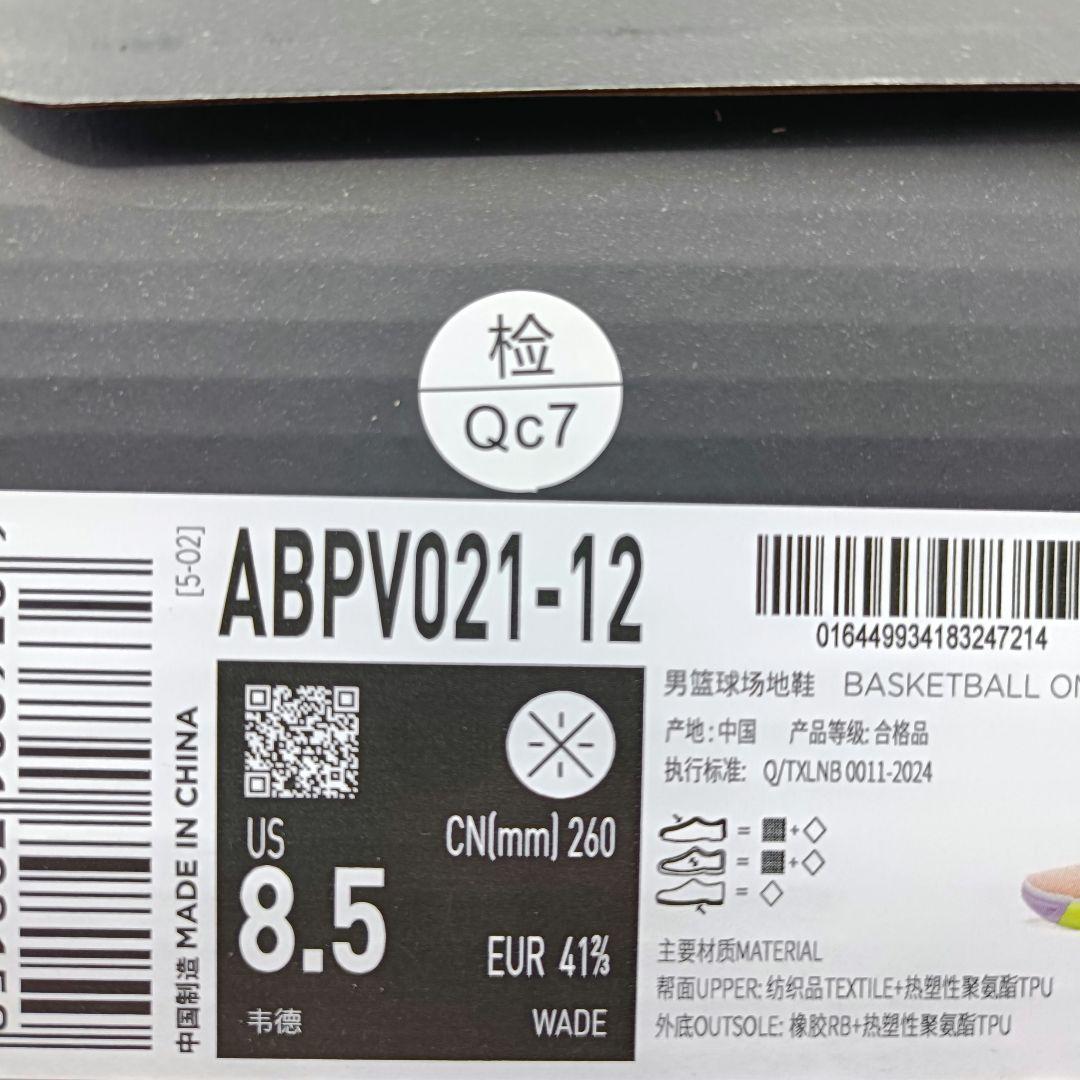 检
Qc7
[5-02]
ABPV021-12
016449934183247214
男篮球场地鞋 BASKETBALL ON
产地: 中国 产品等级: 合格品
执行标准: Q/TXLNB 0011-2024
US
8.5
CN(mm) 260
EUR 41⅔
韦德
WADE
中国制造 MADE IN CHINA
主要材质MATERIAL
帮面UPPER: 纺织品TEXTILE+热塑性聚氨酯TPU
外底OUTSOLE: 橡胶RB+热塑性聚氨酯TPU